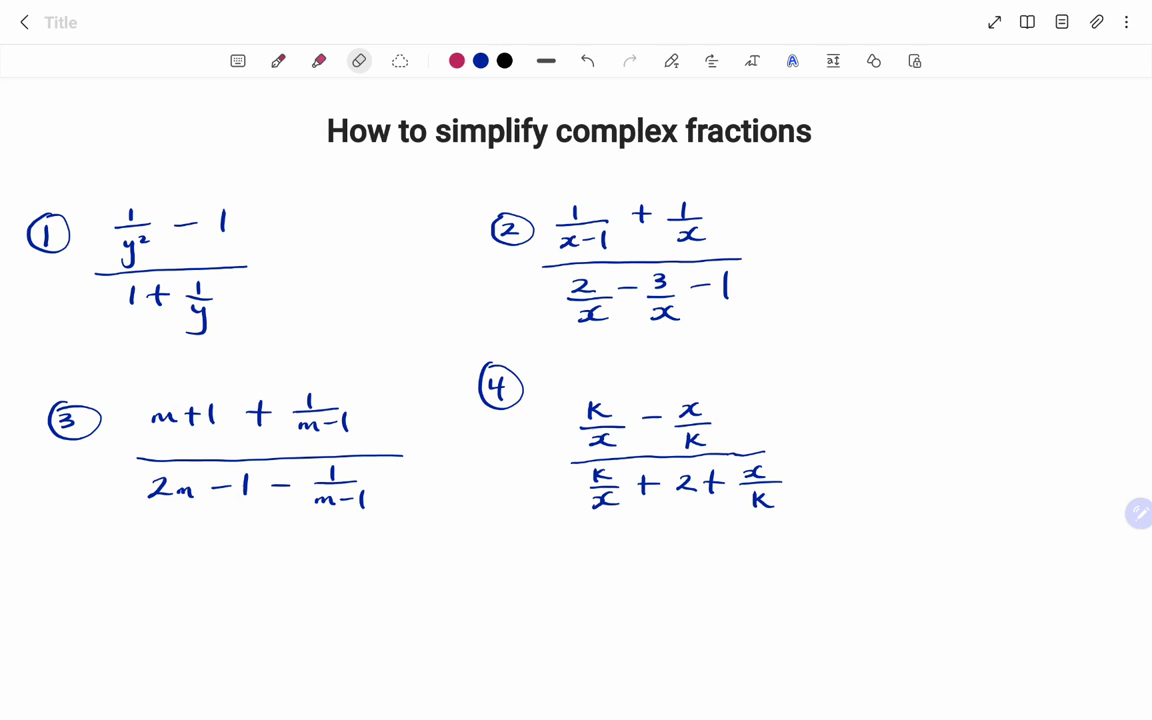 Title
How to simplify complex fractions
① 1/y² - 1
1 + 1/y
② 1/x-1 + 1/x
2/x - 3/x - 1
③ m+1 + 1/m-1
2m - 1 - 1/m-1
④ K/x - x/K
K/x + 2 + x/K